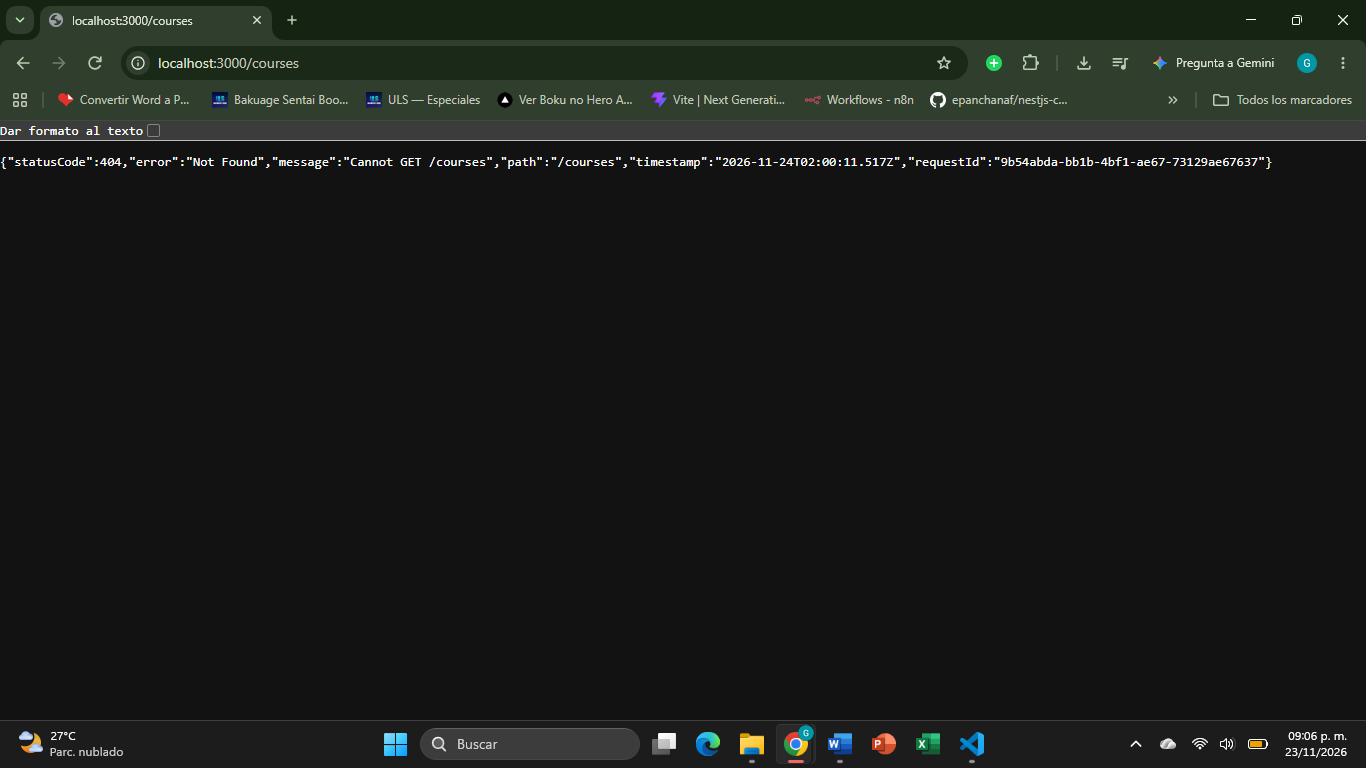 localhost:3000/courses
localhost:3000/courses
Pregunta a Gemini
G
Convertir Word a P...
Bakuage Sentai Boo...
ULS — Especiales
Ver Boku no Hero A...
Vite | Next Generati...
Workflows - n8n
epanchanaf/nestjs-c...
Todos los marcadores
Dar formato al texto
{"statusCode":404,"error":"Not Found","message":"Cannot GET /courses","path":"/courses","timestamp":"2026-11-24T02:00:11.517Z","requestId":"9b54abda-bb1b-4bf1-ae67-73129ae67637"}
27°C
Parc. nublado
Buscar
G
09:06 p. m.
23/11/2026